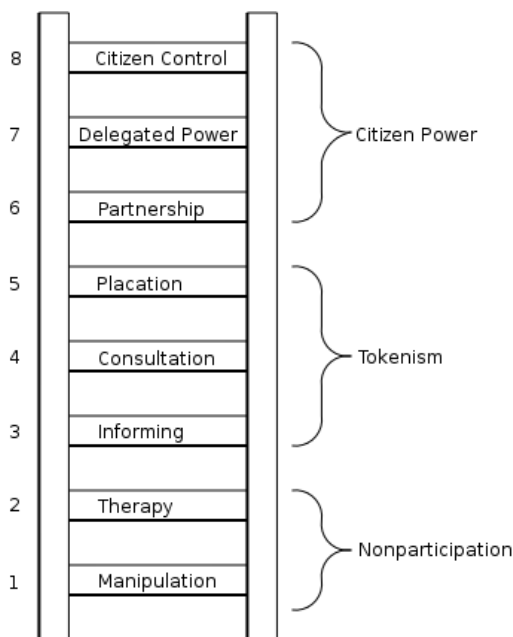 8 Citizen Control
7 Delegated Power
Citizen Power
6 Partnership
5 Placation
4 Consultation
Tokenism
3 Informing
2 Therapy
Nonparticipation
1 Manipulation